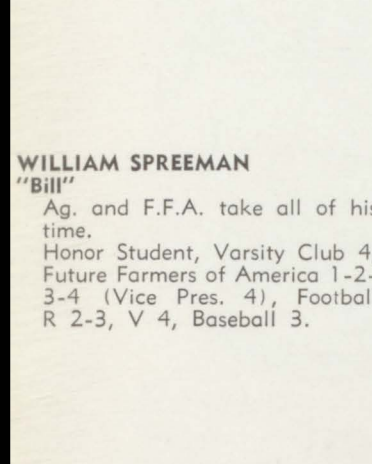 WILLIAM SPREEMAN
"Bill"
Ag. and F.F.A. take all of his
time.
Honor Student, Varsity Club 4
Future Farmers of America 1-2-
3-4 (Vice Pres. 4), Footbal
R 2-3, V 4, Baseball 3.